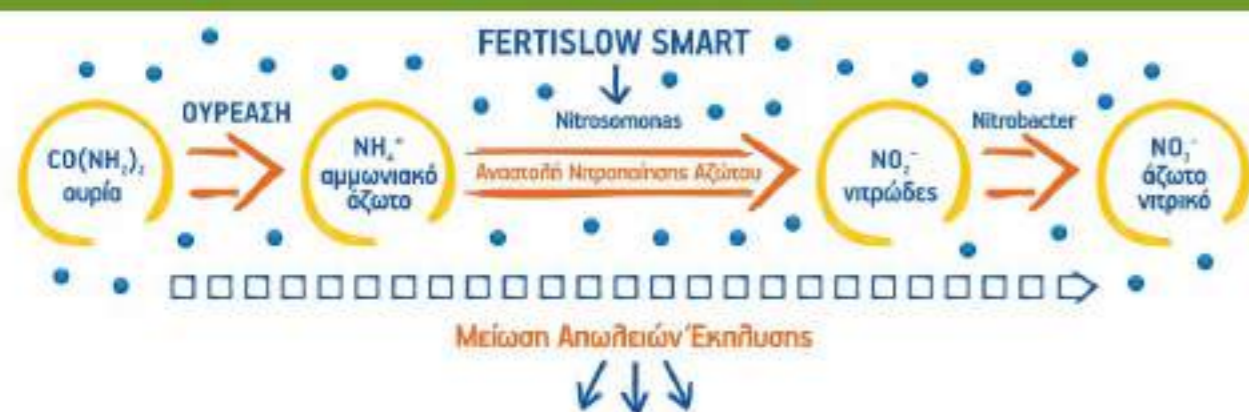 FERTISLOW SMART
ΟΥΡΕΑΣΗ
Nitrosomonas
Nitrobacter
CO(NH₂)₂
ουρία
NH₄⁺
αμμωνιακό
άζωτο
Αναστολή Νιτροποίησης Αζώτου
NO₂⁻
νιτρώδες
NO₃⁻
άζωτο
νιτρικό
Μείωση Απωλειών Έκπλυσης